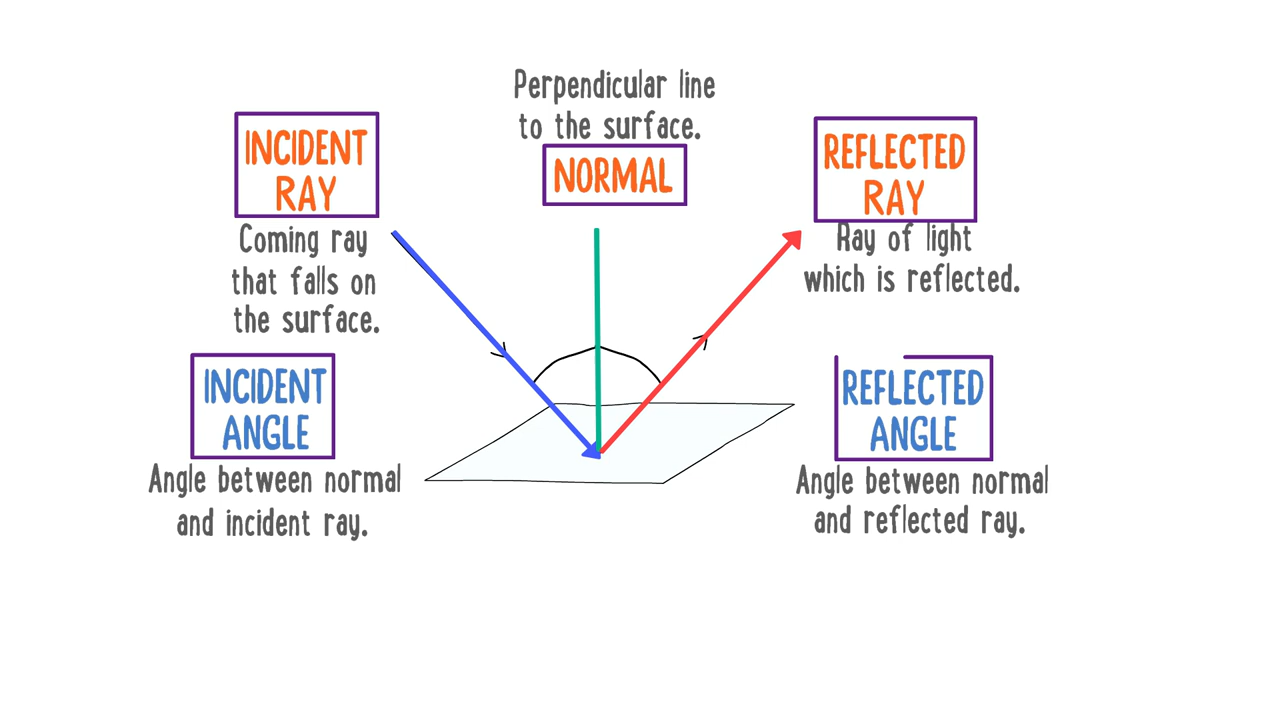 INCIDENT
RAY
Coming ray
that falls on
the surface.
INCIDENT
ANGLE
Angle between normal
and incident ray.
Perpendicular line
to the surface.
NORMAL
REFLECTED
RAY
Ray of light
which is reflected.
REFLECTED
ANGLE
Angle between normal
and reflected ray.